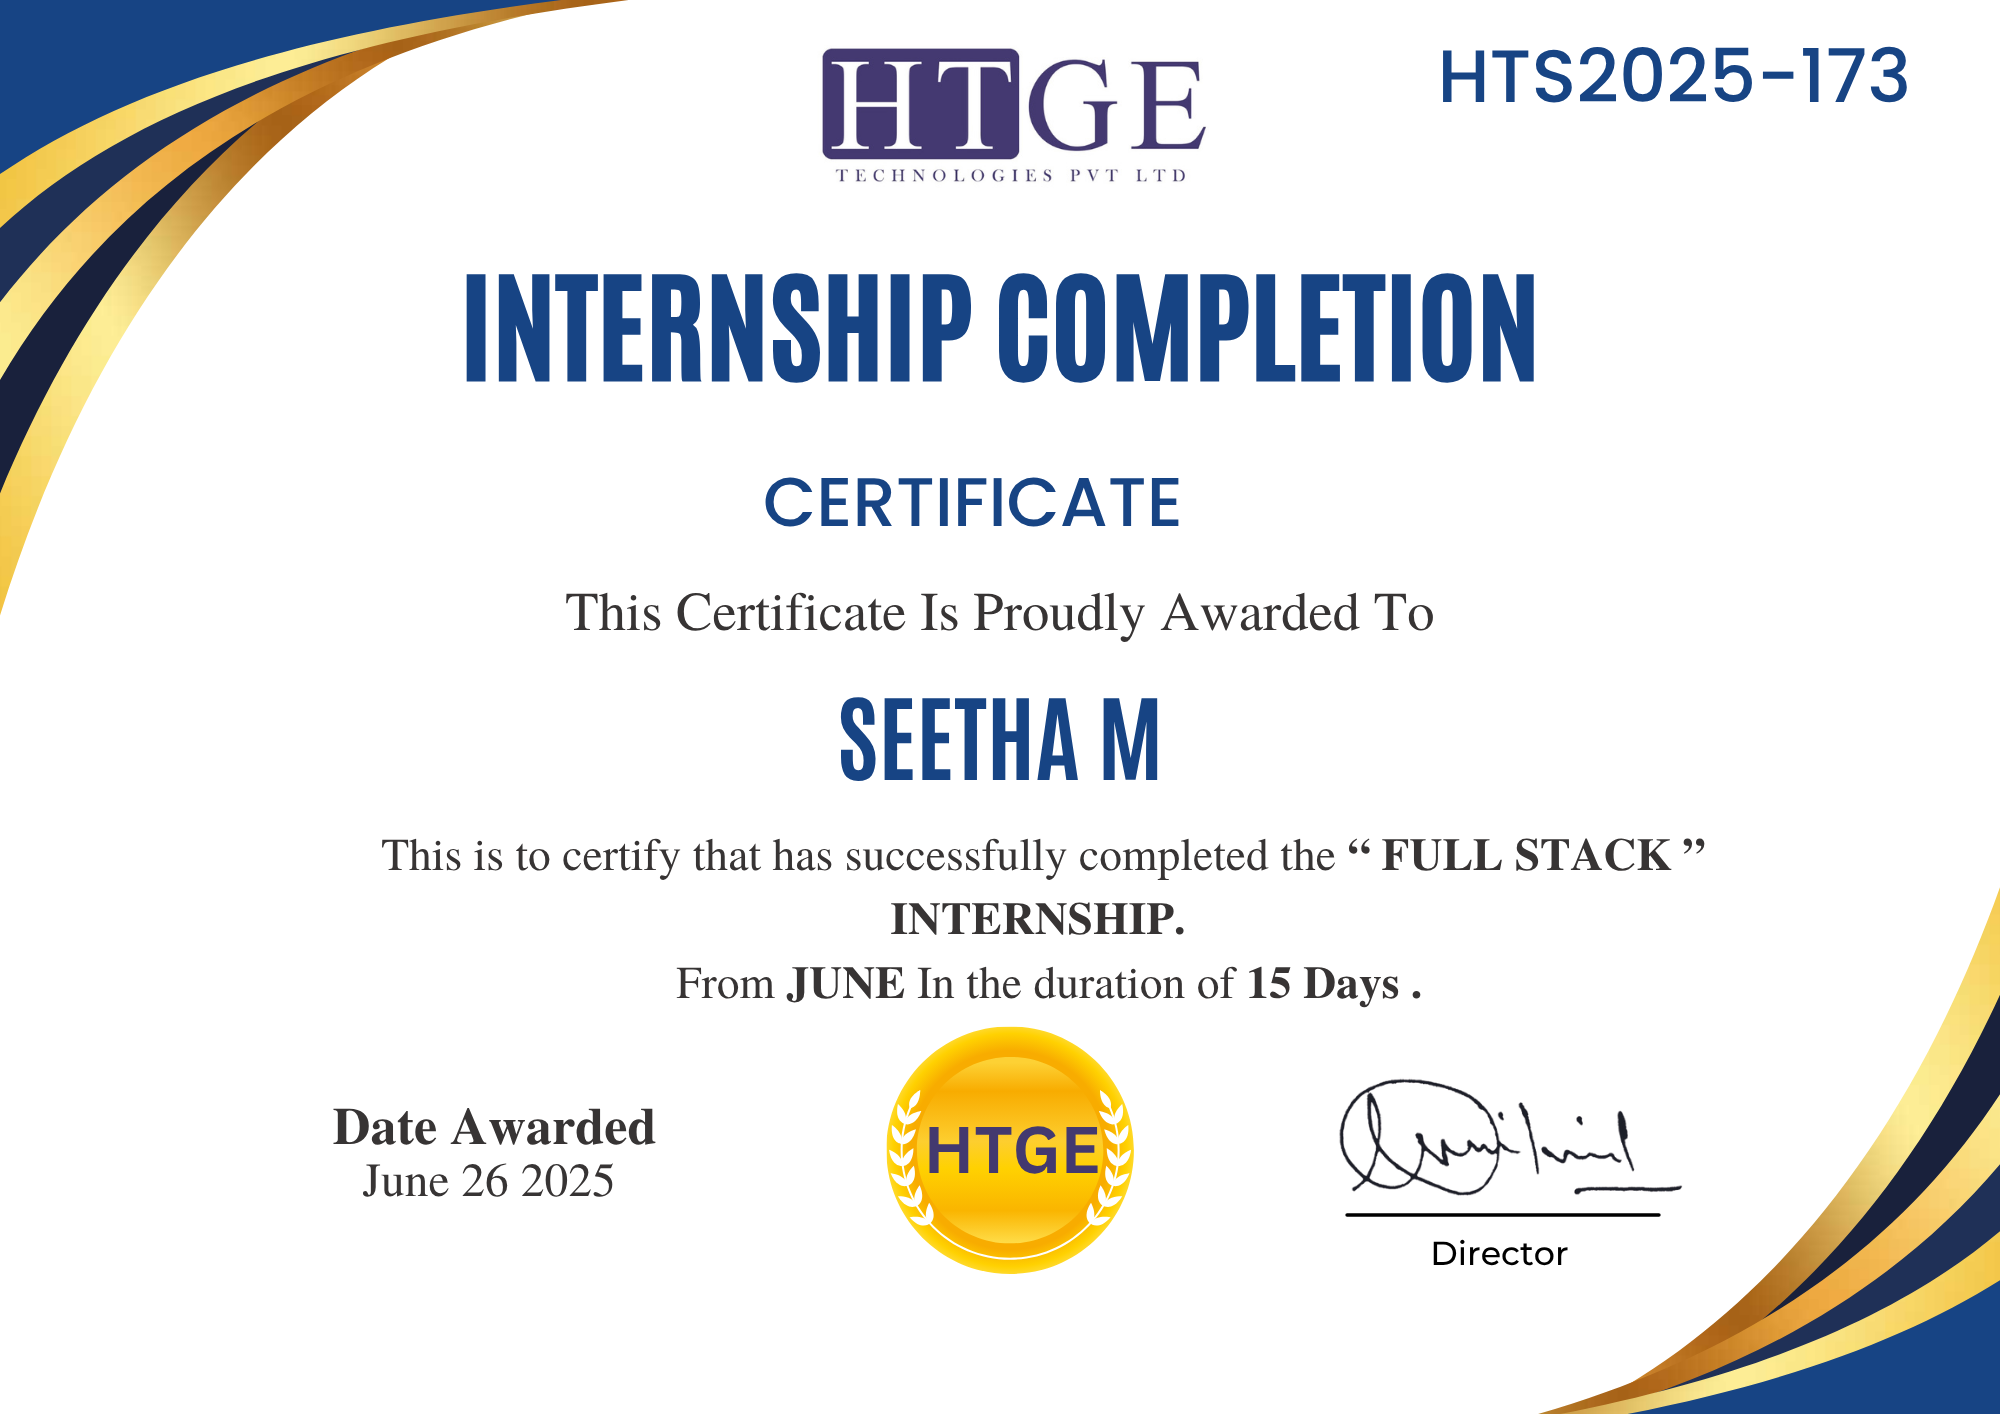 HTGE
TECHNOLOGIES PVT LTD
HTS2025-173
INTERNSHIP COMPLETION
CERTIFICATE
This Certificate Is Proudly Awarded To
SEETHA M
This is to certify that has successfully completed the “ FULL STACK ”
INTERNSHIP.
From JUNE In the duration of 15 Days .
Date Awarded
June 26 2025
HTGE
Director